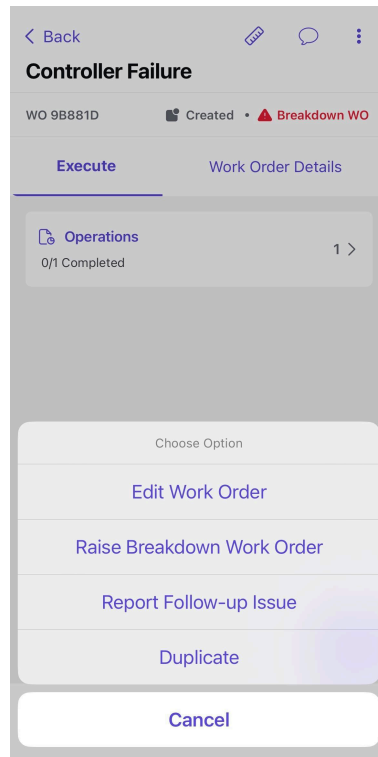 Back
Controller Failure
WO 9B881D Created • Breakdown WO
Execute Work Order Details
Operations
0/1 Completed
1
Choose Option
Edit Work Order
Raise Breakdown Work Order
Report Follow-up Issue
Duplicate
Cancel